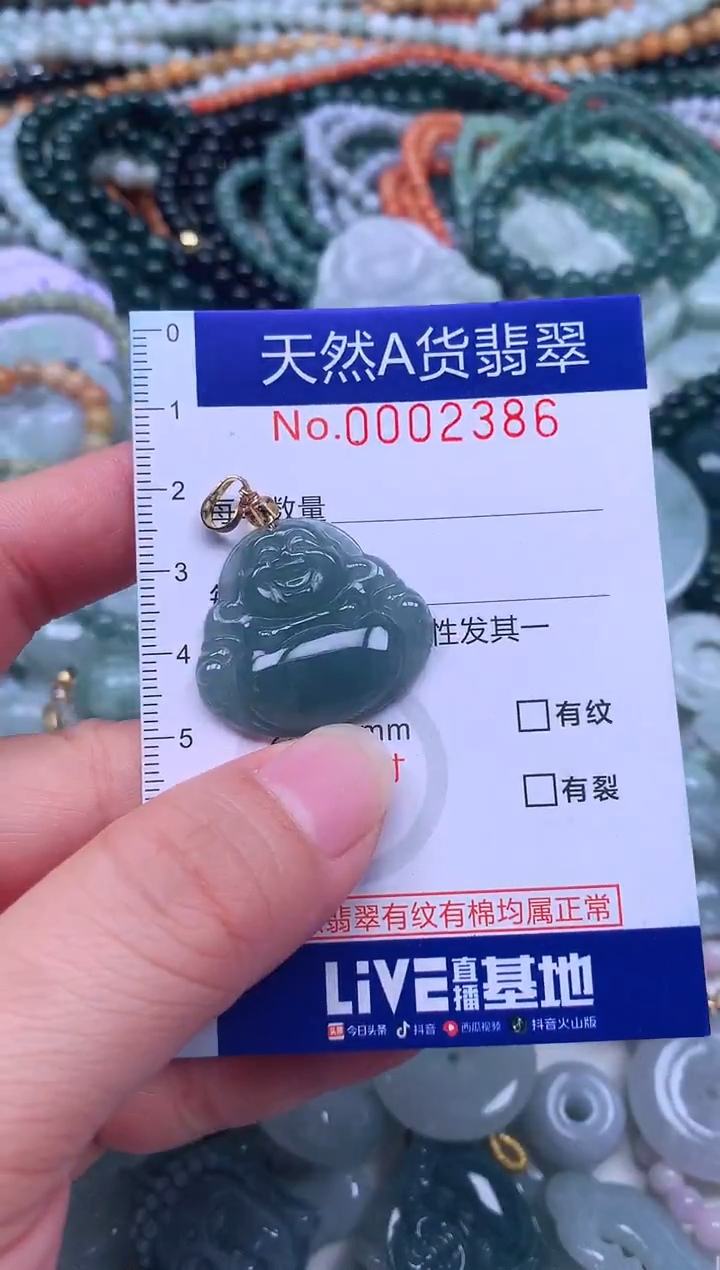 天然A货翡翠
No.0002386
0
1
2
3
4
5
数量
性发其一
mm
寸
□有纹
□有裂
翡翠有纹有棉均属正常
LiVE直播基地
头条 今日头条 抖音 西瓜视频 抖音火山版